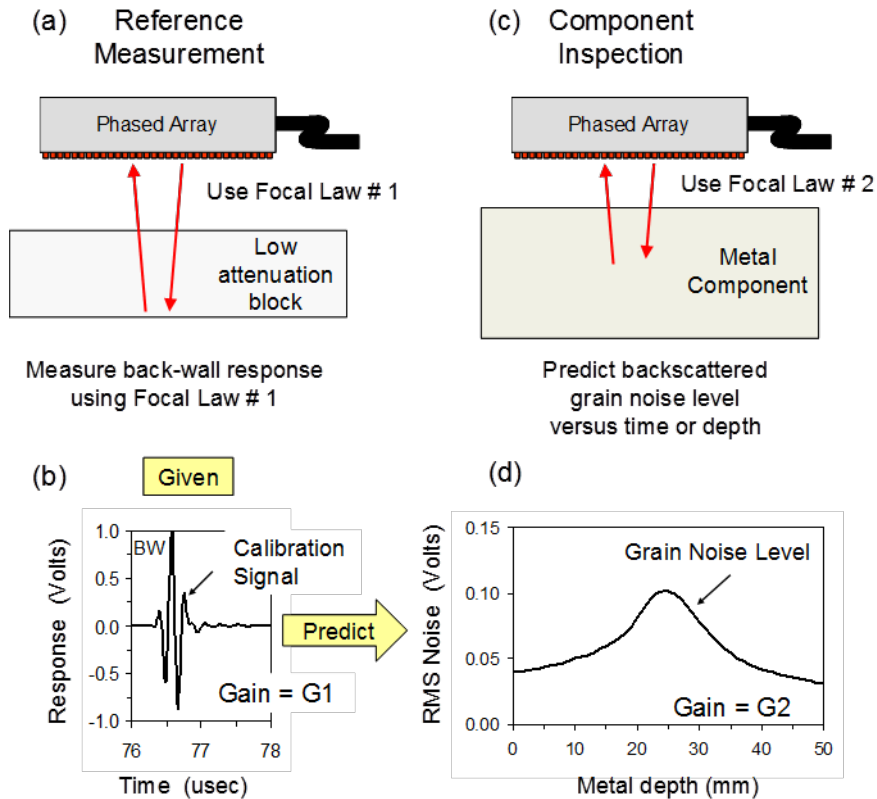 (a) Reference
Measurement
Phased Array
Use Focal Law # 1
Low
attenuation
block
Measure back-wall response
using Focal Law # 1
(c) Component
Inspection
Phased Array
Use Focal Law # 2
Metal
Component
Predict backscattered
grain noise level
versus time or depth
(b)
Given
Response (Volts)
1.0
0.5
0.0
-0.5
-1.0
BW
Calibration
Signal
Gain = G1
76
77
78
Time (usec)
Predict
(d)
RMS Noise (Volts)
0.15
0.10
0.05
0.00
Grain Noise Level
Gain = G2
0
10
20
30
40
50
Metal depth (mm)